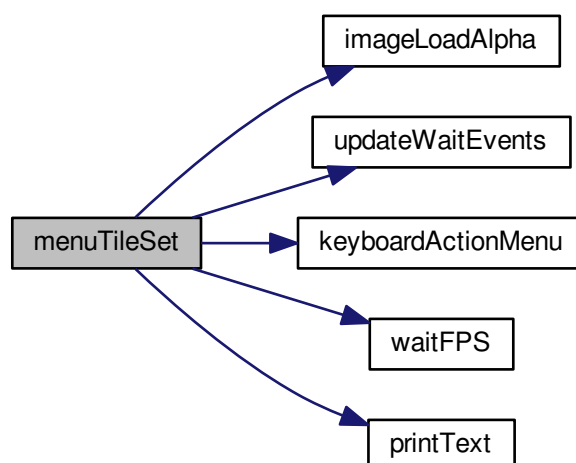 imageLoadAlpha
updateWaitEvents
menuTileSet
keyboardActionMenu
waitFPS
printText